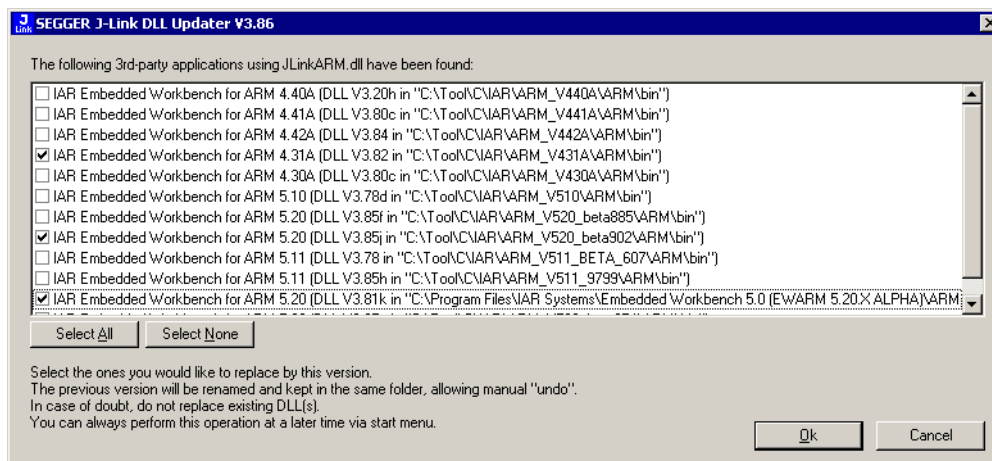 J Link SEGGER J-Link DLL Updater V3.86
The following 3rd-party applications using JLinkARM.dll have been found:
IAR Embedded Workbench for ARM 4.40A (DLL V3.20h in "C:\Tool\C\IAR\ARM_V440A\ARM\bin")
IAR Embedded Workbench for ARM 4.41A (DLL V3.80c in "C:\Tool\C\IAR\ARM_V441A\ARM\bin")
IAR Embedded Workbench for ARM 4.42A (DLL V3.84 in "C:\Tool\C\IAR\ARM_V442A\ARM\bin")
IAR Embedded Workbench for ARM 4.31A (DLL V3.82 in "C:\Tool\C\IAR\ARM_V431A\ARM\bin")
IAR Embedded Workbench for ARM 4.30A (DLL V3.80c in "C:\Tool\C\IAR\ARM_V430A\ARM\bin")
IAR Embedded Workbench for ARM 5.10 (DLL V3.78d in "C:\Tool\C\IAR\ARM_V510\ARM\bin")
IAR Embedded Workbench for ARM 5.20 (DLL V3.85f in "C:\Tool\C\IAR\ARM_V520_beta885\ARM\bin")
IAR Embedded Workbench for ARM 5.20 (DLL V3.85j in "C:\Tool\C\IAR\ARM_V520_beta902\ARM\bin")
IAR Embedded Workbench for ARM 5.11 (DLL V3.78 in "C:\Tool\C\IAR\ARM_V511_BETA_607\ARM\bin")
IAR Embedded Workbench for ARM 5.11 (DLL V3.85h in "C:\Tool\C\IAR\ARM_V511_9799\ARM\bin")
IAR Embedded Workbench for ARM 5.20 (DLL V3.81k in "C:\Program Files\IAR Systems\Embedded Workbench 5.0 (EWARM 5.20.X ALPHA)\ARM
Select All Select None
Select the ones you would like to replace by this version.
The previous version will be renamed and kept in the same folder, allowing manual "undo".
In case of doubt, do not replace existing DLL(s).
You can always perform this operation at a later time via start menu.
Ok Cancel